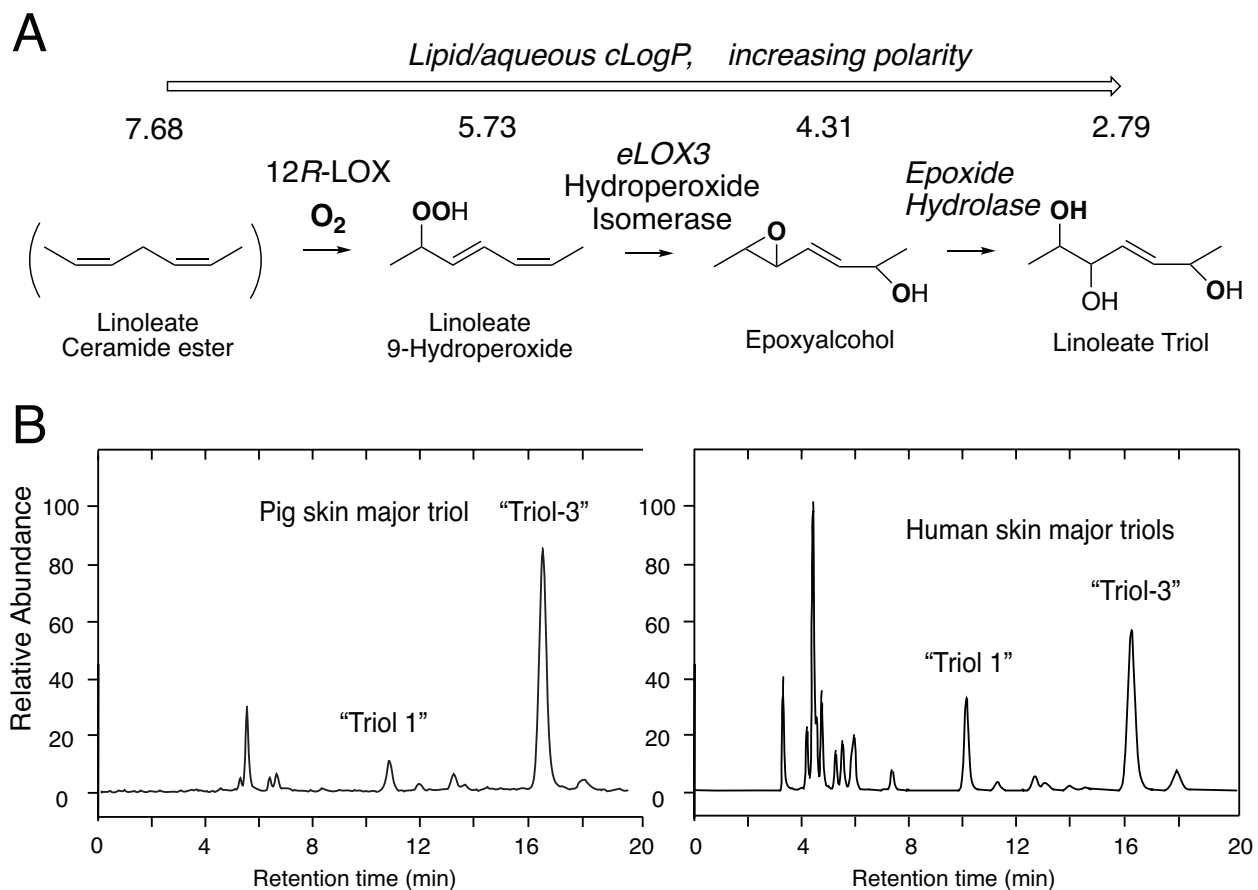 A
Lipid/aqueous cLogP, increasing polarity
7.68 5.73 4.31 2.79
12R-LOX
O2
eLOX3
Hydroperoxide
Isomerase
Epoxide
Hydrolase
OOH
O
OH
OH
OH
OH
Linoleate
Ceramide ester
Linoleate
9-Hydroperoxide
Epoxyalcohol
Linoleate Triol
B
Relative Abundance
100
80
60
40
20
0
Pig skin major triol “Triol-3”
“Triol 1”
0 4 8 12 16 20
Retention time (min)
100
80
60
40
20
0
Human skin major triols
“Triol-3”
“Triol 1”
0 4 8 12 16 20
Retention time (min)